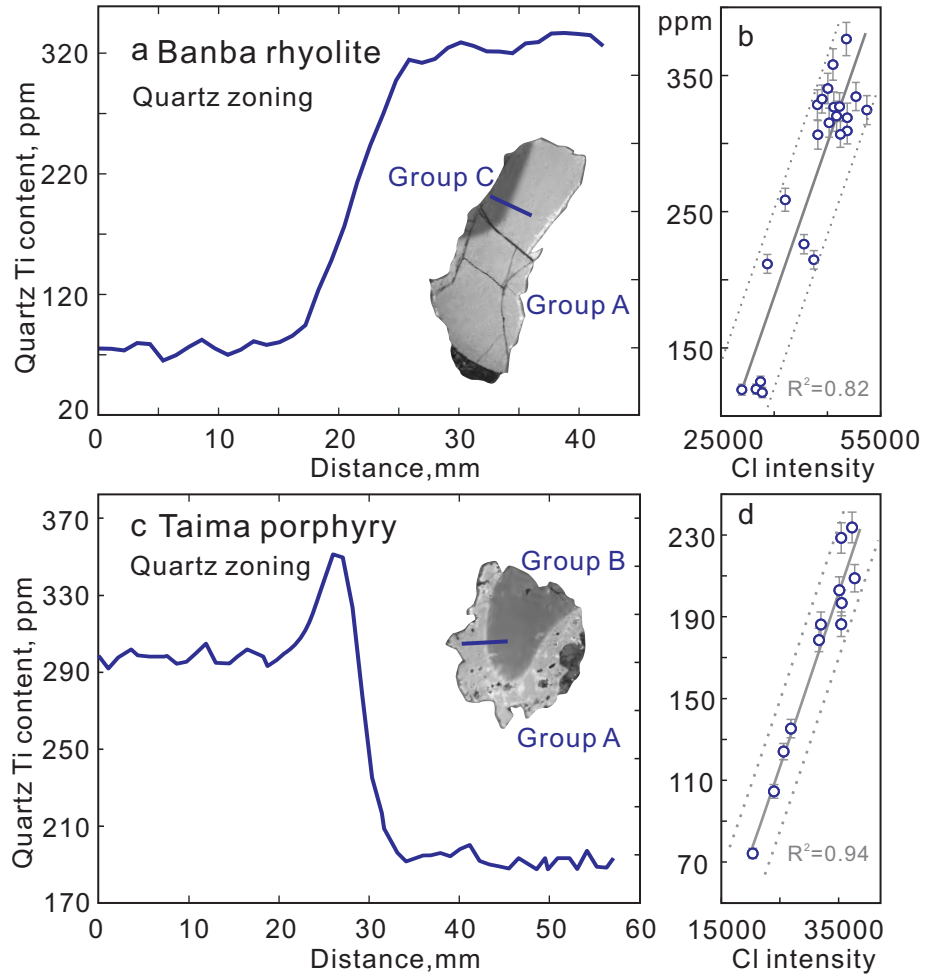 a Banba rhyolite
Quartz zoning
Quartz Ti content, ppm
320
220
120
20
Group C
Group A
0
10
20
30
40
Distance,mm
ppm
b
350
250
150
R²=0.82
25000
55000
Cl intensity
c Taima porphyry
Quartz zoning
Quartz Ti content, ppm
370
330
290
250
210
170
Group B
Group A
0
10
20
30
40
50
60
Distance,mm
d
230
190
150
110
70
R²=0.94
15000
35000
Cl intensity